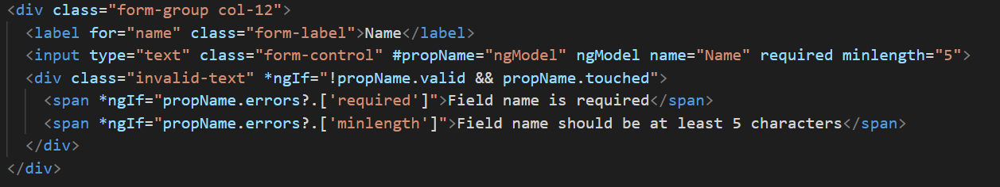 <div class="form-group col-12">
  <label for="name" class="form-label">Name</label>
  <input type="text" class="form-control" #propName="ngModel" ngModel name="Name" required minlength="5">
  <div class="invalid-text" *ngIf="!propName.valid && propName.touched">
    <span *ngIf="propName.errors?.['required']">Field name is required</span>
    <span *ngIf="propName.errors?.['minlength']">Field name should be at least 5 characters</span>
  </div>
</div>